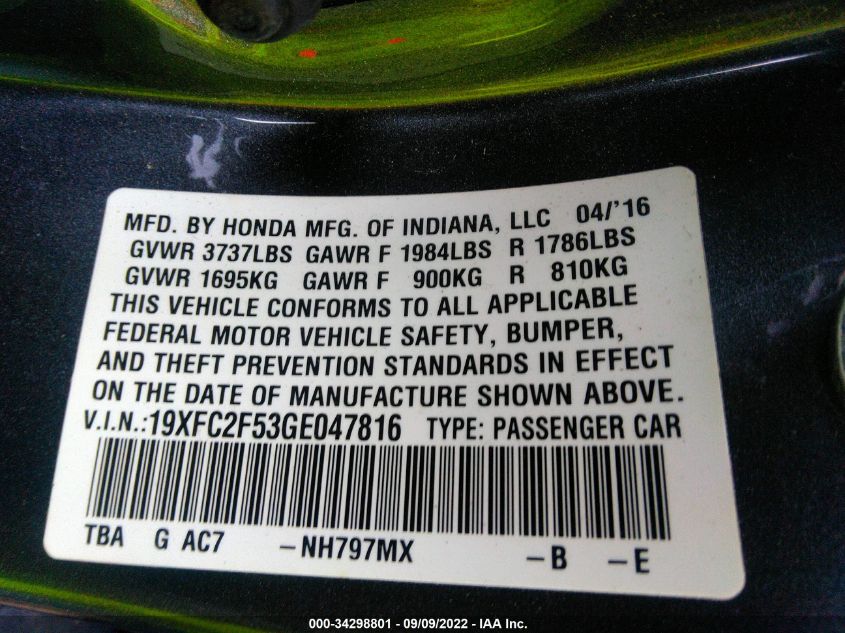 MFD. BY HONDA MFG. OF INDIANA, LLC 04/'16
GVWR 3737LBS GAWR F 1984LBS R 1786LBS
GVWR 1695KG GAWR F 900KG R 810KG
THIS VEHICLE CONFORMS TO ALL APPLICABLE
FEDERAL MOTOR VEHICLE SAFETY, BUMPER,
AND THEFT PREVENTION STANDARDS IN EFFECT
ON THE DATE OF MANUFACTURE SHOWN ABOVE.
V.I.N.:19XFC2F53GE047816 TYPE: PASSENGER CAR
TBA G AC7 -NH797MX -B -E
000-34298801 - 09/09/2022 - IAA Inc.